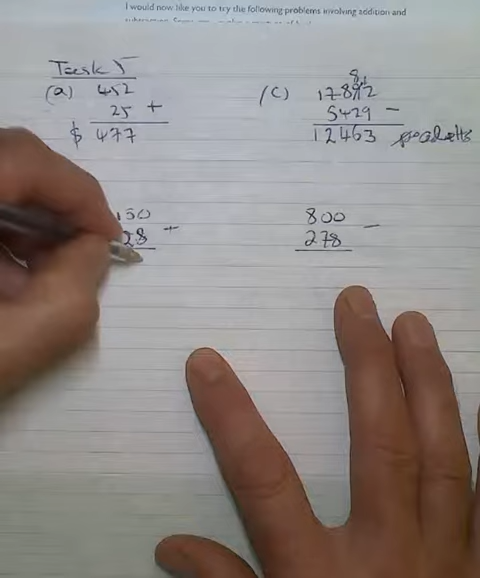 I would now like you to try the following problems involving addition and
Task 5
(a) 452
25 +
$ 477
(c) 17892
5429 -
12463 products
150
28 +
800
278 -